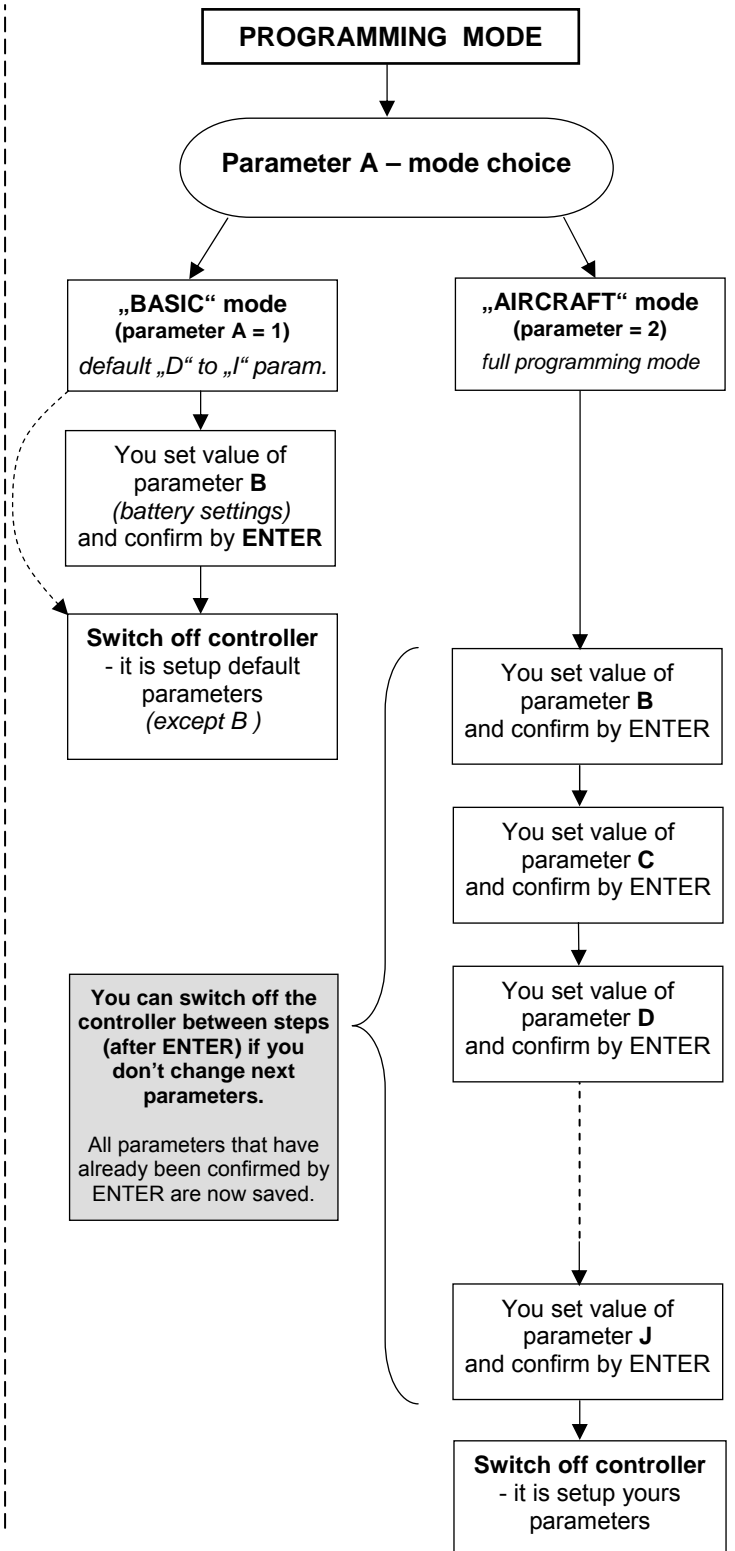 PROGRAMMING MODE
Parameter A – mode choice
„BASIC“ mode
(parameter A = 1)
default „D“ to „I“ param.
„AIRCRAFT“ mode
(parameter = 2)
full programming mode
You set value of
parameter B
(battery settings)
and confirm by ENTER
Switch off controller
- it is setup default
parameters
(except B )
You set value of
parameter B
and confirm by ENTER
You set value of
parameter C
and confirm by ENTER
You can switch off the
controller between steps
(after ENTER) if you
don’t change next
parameters.
All parameters that have
already been confirmed by
ENTER are now saved.
You set value of
parameter D
and confirm by ENTER
You set value of
parameter J
and confirm by ENTER
Switch off controller
- it is setup yours
parameters